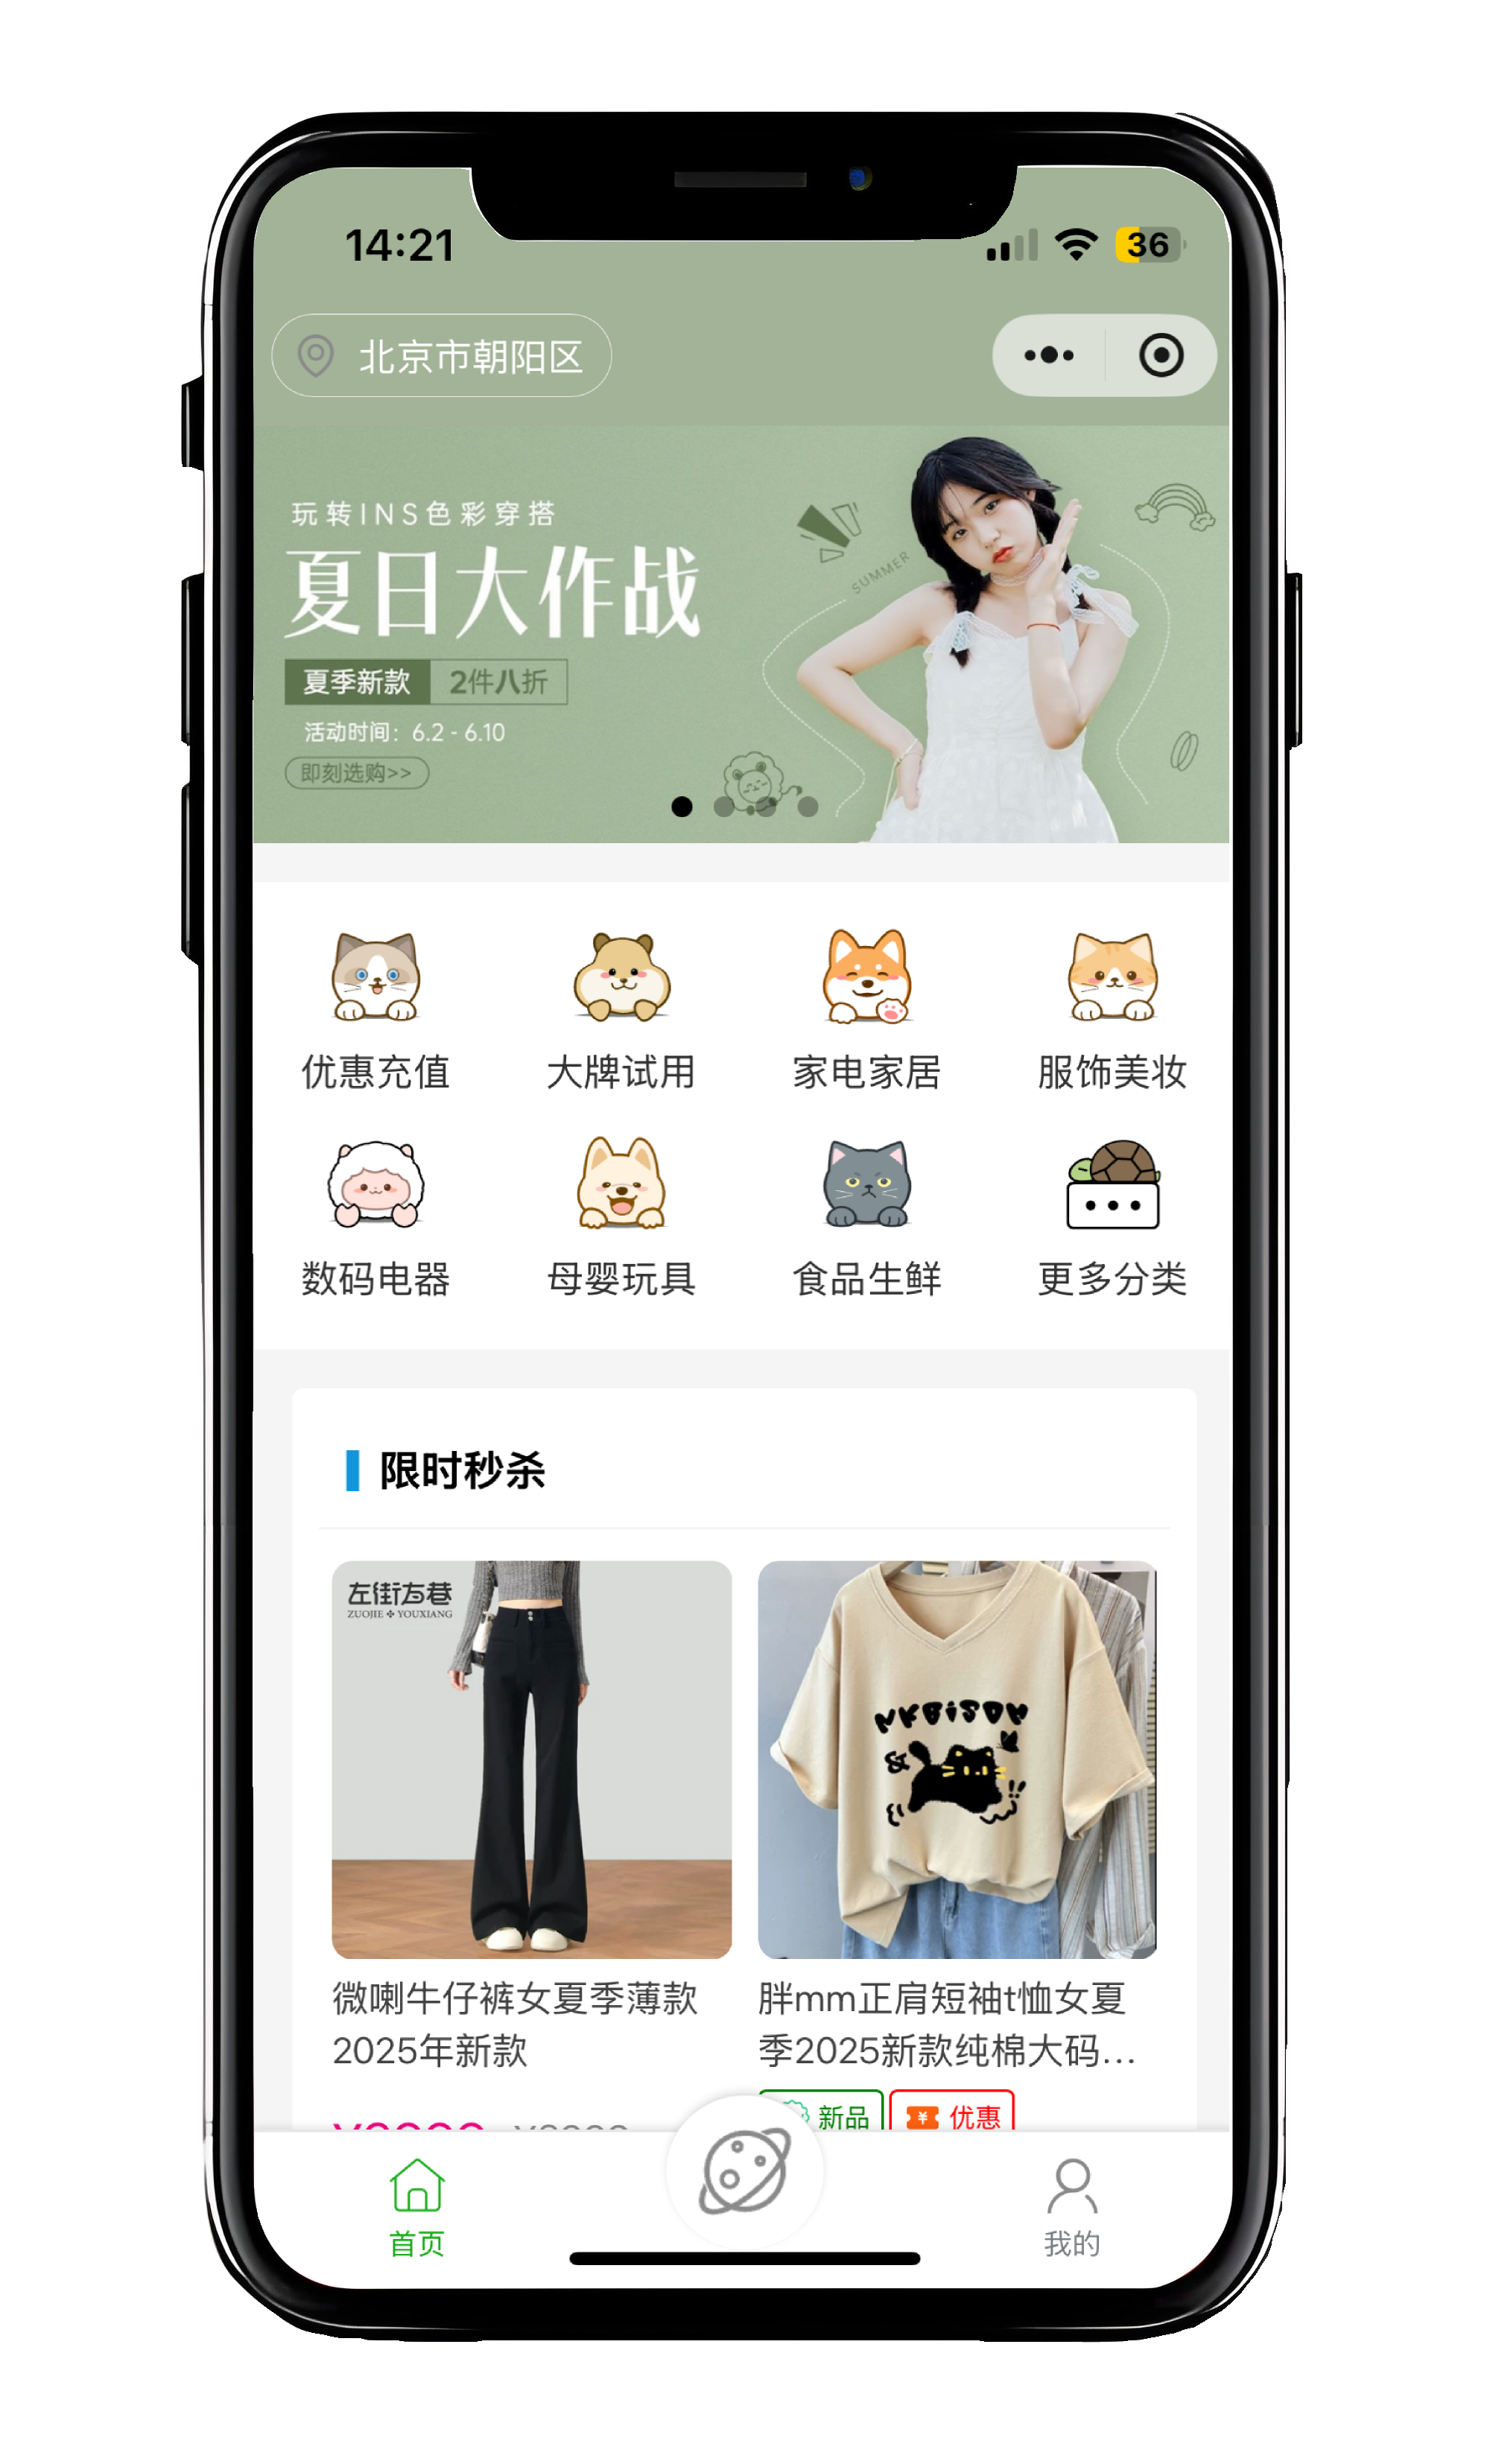 14:21
36
北京市朝阳区
玩转INS色彩穿搭
夏日大作战
夏季新款 2件八折
活动时间：6.2 - 6.10
即刻选购>>
SUMMER
优惠充值 大牌试用 家电家居 服饰美妆
数码电器 母婴玩具 食品生鲜 更多分类
限时秒杀
左街右巷
ZUOJIE YOUXIANG
&
!!
微喇牛仔裤女夏季薄款
2025年新款
胖mm正肩短袖t恤女夏
季2025新款纯棉大码...
新品 ¥ 优惠
首页
我的